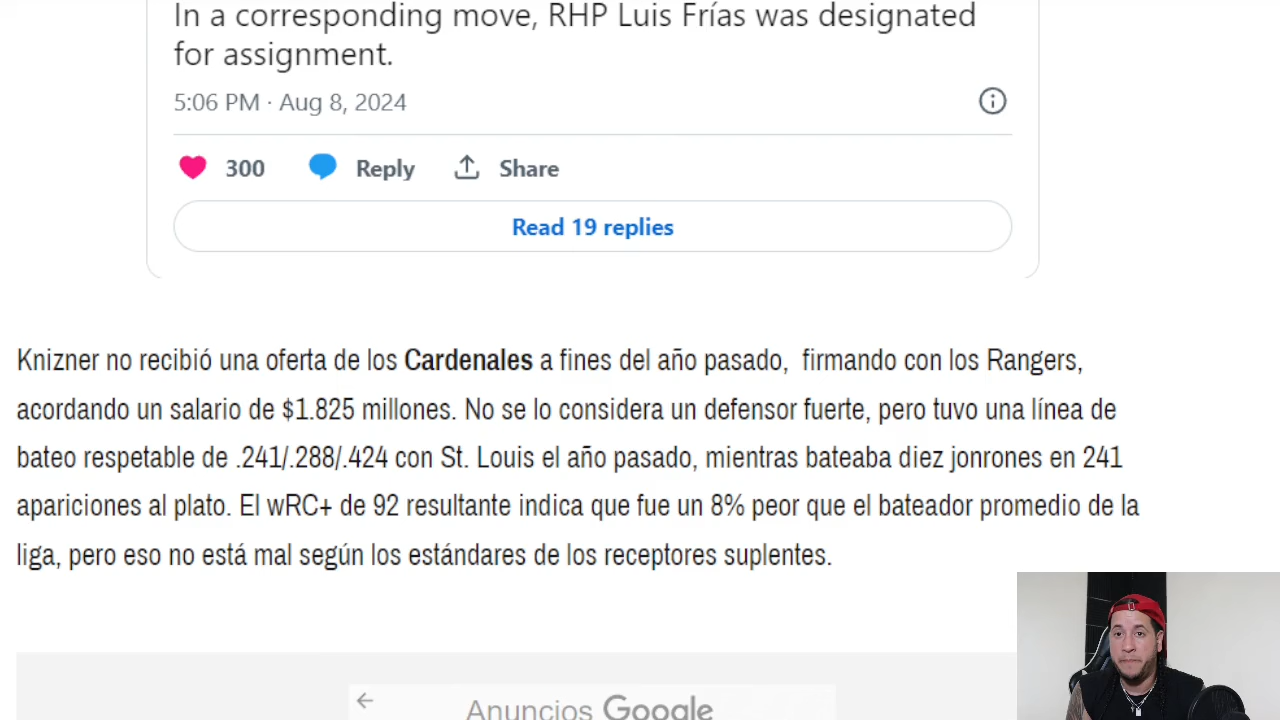 In a corresponding move, RHP Luis Frías was designated
for assignment.
5:06 PM · Aug 8, 2024
300 Reply Share
Read 19 replies
Knizner no recibió una oferta de los Cardenales a fines del año pasado, firmando con los Rangers,
acordando un salario de $1.825 millones. No se lo considera un defensor fuerte, pero tuvo una línea de
bateo respetable de .241/.288/.424 con St. Louis el año pasado, mientras bateaba diez jonrones en 241
apariciones al plato. El wRC+ de 92 resultante indica que fue un 8% peor que el bateador promedio de la
liga, pero eso no está mal según los estándares de los receptores suplentes.
Anuncios Google